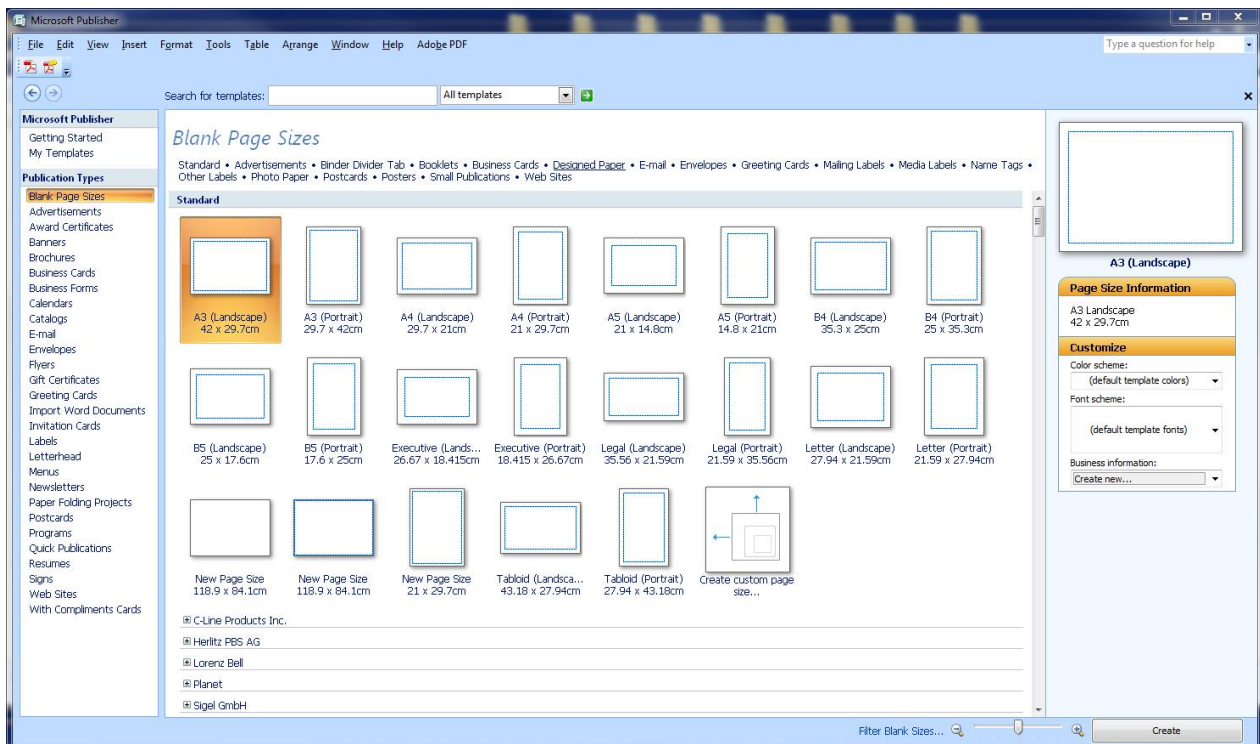 Microsoft Publisher
File Edit View Insert Format Tools Table Arrange Window Help Adobe PDF
Type a question for help
Search for templates:
All templates
Microsoft Publisher
Getting Started
My Templates
Publication Types
Blank Page Sizes
Advertisements
Award Certificates
Banners
Brochures
Business Cards
Business Forms
Calendars
Catalogs
E-mail
Envelopes
Flyers
Gift Certificates
Greeting Cards
Import Word Documents
Invitation Cards
Labels
Letterhead
Menus
Newsletters
Paper Folding Projects
Postcards
Programs
Quick Publications
Resumes
Signs
Web Sites
With Compliments Cards
Blank Page Sizes
Standard • Advertisements • Binder Divider Tab • Booklets • Business Cards • Designed Paper • E-mail • Envelopes • Greeting Cards • Mailing Labels • Media Labels • Name Tags •
Other Labels • Photo Paper • Postcards • Posters • Small Publications • Web Sites
Standard
A3 (Landscape)
42 x 29.7cm
A3 (Portrait)
29.7 x 42cm
A4 (Landscape)
29.7 x 21cm
A4 (Portrait)
21 x 29.7cm
A5 (Landscape)
21 x 14.8cm
A5 (Portrait)
14.8 x 21cm
B4 (Landscape)
35.3 x 25cm
B4 (Portrait)
25 x 35.3cm
B5 (Landscape)
25 x 17.6cm
B5 (Portrait)
17.6 x 25cm
Executive (Lands...
26.67 x 18.415cm
Executive (Portrait)
18.415 x 26.67cm
Legal (Landscape)
35.56 x 21.59cm
Legal (Portrait)
21.59 x 35.56cm
Letter (Landscape)
27.94 x 21.59cm
Letter (Portrait)
21.59 x 27.94cm
New Page Size
118.9 x 84.1cm
New Page Size
118.9 x 84.1cm
New Page Size
21 x 29.7cm
Tabloid (Landsca...
43.18 x 27.94cm
Tabloid (Portrait)
27.94 x 43.18cm
Create custom page
size...
C-Line Products Inc.
Herlitz PBS AG
Lorenz Bell
Planet
Sigel GmbH
A3 (Landscape)
Page Size Information
A3 Landscape
42 x 29.7cm
Customize
Color scheme:
(default template colors)
Font scheme:
(default template fonts)
Business information:
Create new...
Filter Blank Sizes...
Create